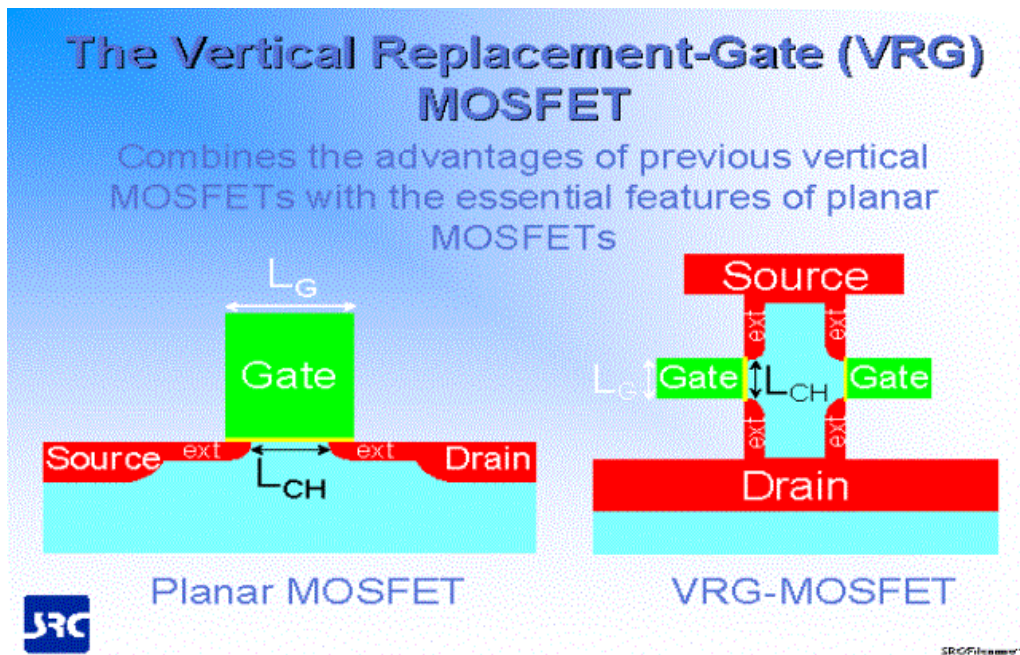 The Vertical Replacement-Gate (VRG)
MOSFET
Combines the advantages of previous vertical
MOSFETs with the essential features of planar
MOSFETs
LG
Gate
Source
ext
ext
Drain
LCH
Planar MOSFET
Source
ext
ext
LG
Gate
LCH
Gate
ext
ext
Drain
VRG-MOSFET
SRC
SRC/Filename